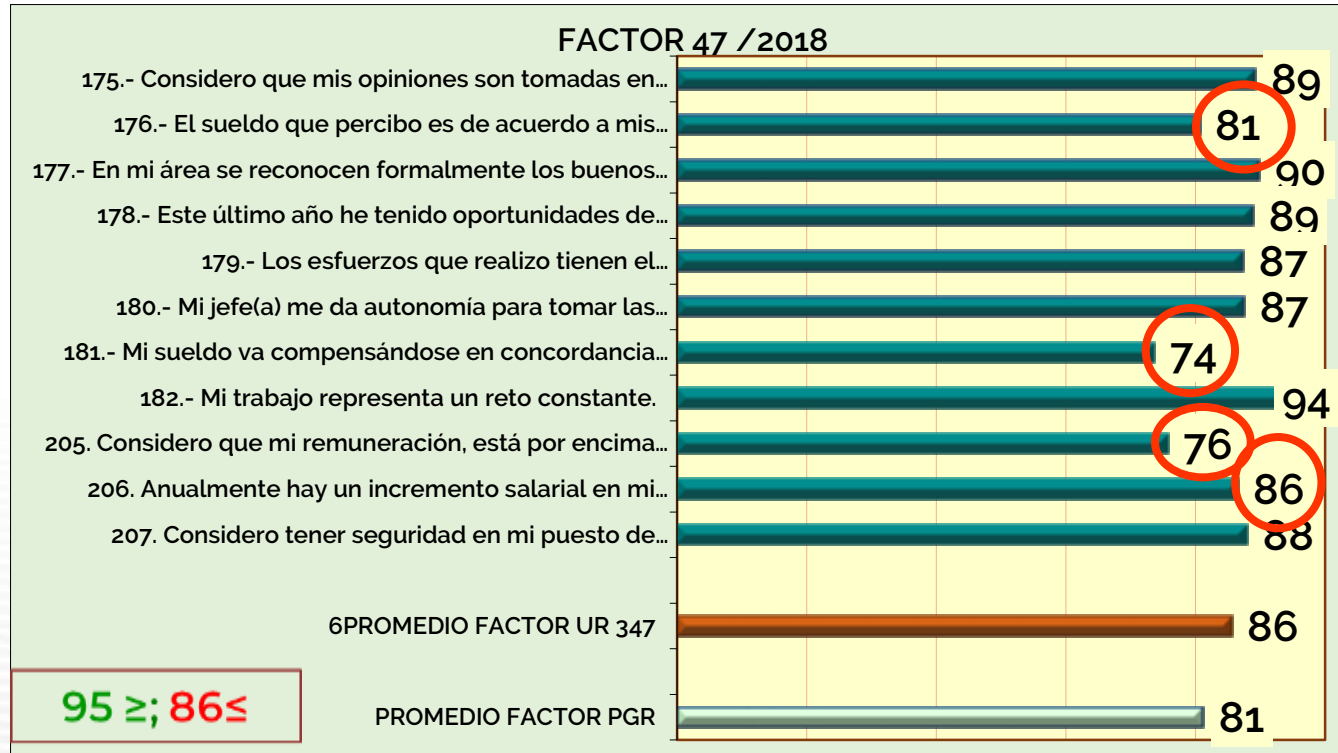 FACTOR 47 /2018
175.- Considero que mis opiniones son tomadas en… 89
176.- El sueldo que percibo es de acuerdo a mis… 81
177.- En mi área se reconocen formalmente los buenos… 90
178.- Este último año he tenido oportunidades de… 89
179.- Los esfuerzos que realizo tienen el… 87
180.- Mi jefe(a) me da autonomía para tomar las… 87
181.- Mi sueldo va compensándose en concordancia… 74
182.- Mi trabajo representa un reto constante. 94
205. Considero que mi remuneración, está por encima… 76
206. Anualmente hay un incremento salarial en mi… 86
207. Considero tener seguridad en mi puesto de… 88
6PROMEDIO FACTOR UR 347 86
95 ≥; 86≤
PROMEDIO FACTOR PGR 81